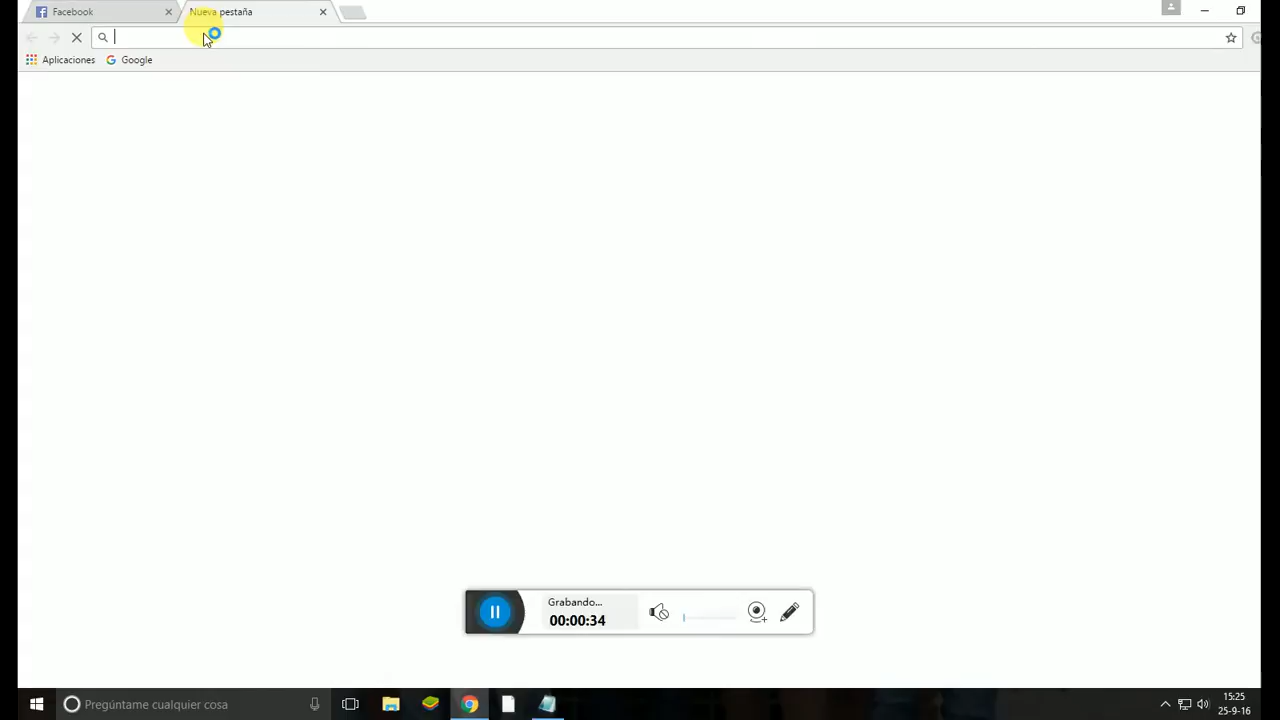 Facebook
Nueva pestaña
Aplicaciones
Google
Grabando...
00:00:34
Pregúntame cualquier cosa
15:25
25-9-16